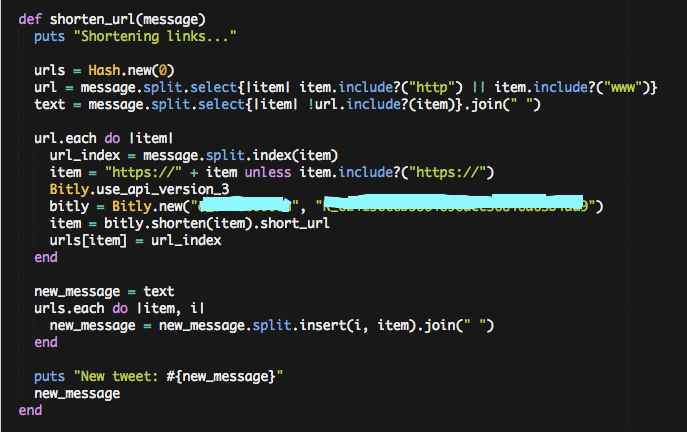 def shorten_url(message)
  puts "Shortening links..."

  urls = Hash.new(0)
  url = message.split.select{|item| item.include?("http") || item.include?("www")}
  text = message.split.select{|item| !url.include?(item)}.join(" ")

  url.each do |item|
    url_index = message.split.index(item)
    item = "https://" + item unless item.include?("https://")
    Bitly.use_api_version_3
    bitly = Bitly.new("", "")
    item = bitly.shorten(item).short_url
    urls[item] = url_index
  end

  new_message = text
  urls.each do |item, i|
    new_message = new_message.split.insert(i, item).join(" ")
  end

  puts "New tweet: #{new_message}"
  new_message
end